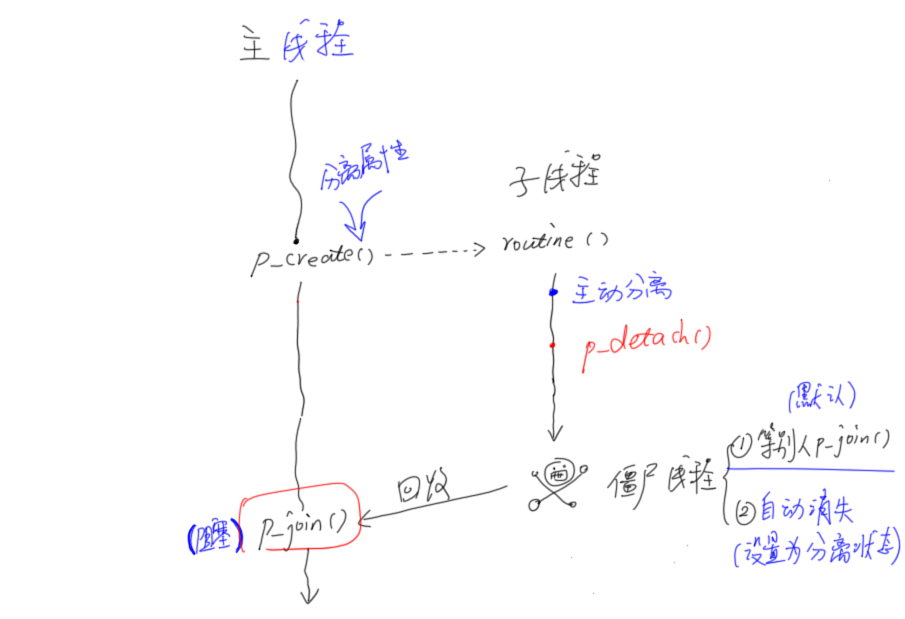 主线程
分离属性
子线程
p_create()
routine()
主动分离
p_detach()
(默认)
①等别人p_join()
僵尸线程
回收
②自动消失
(设置为分离状态)
(阻塞)
p_join()